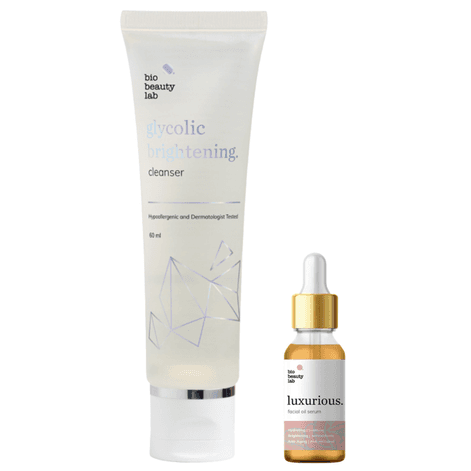 bio
beauty
lab
glycolic
brightening.
cleanser
Hypoallergenic and Dermatologist Tested
60 ml
bio
beauty
lab
luxurious.
facial oil serum